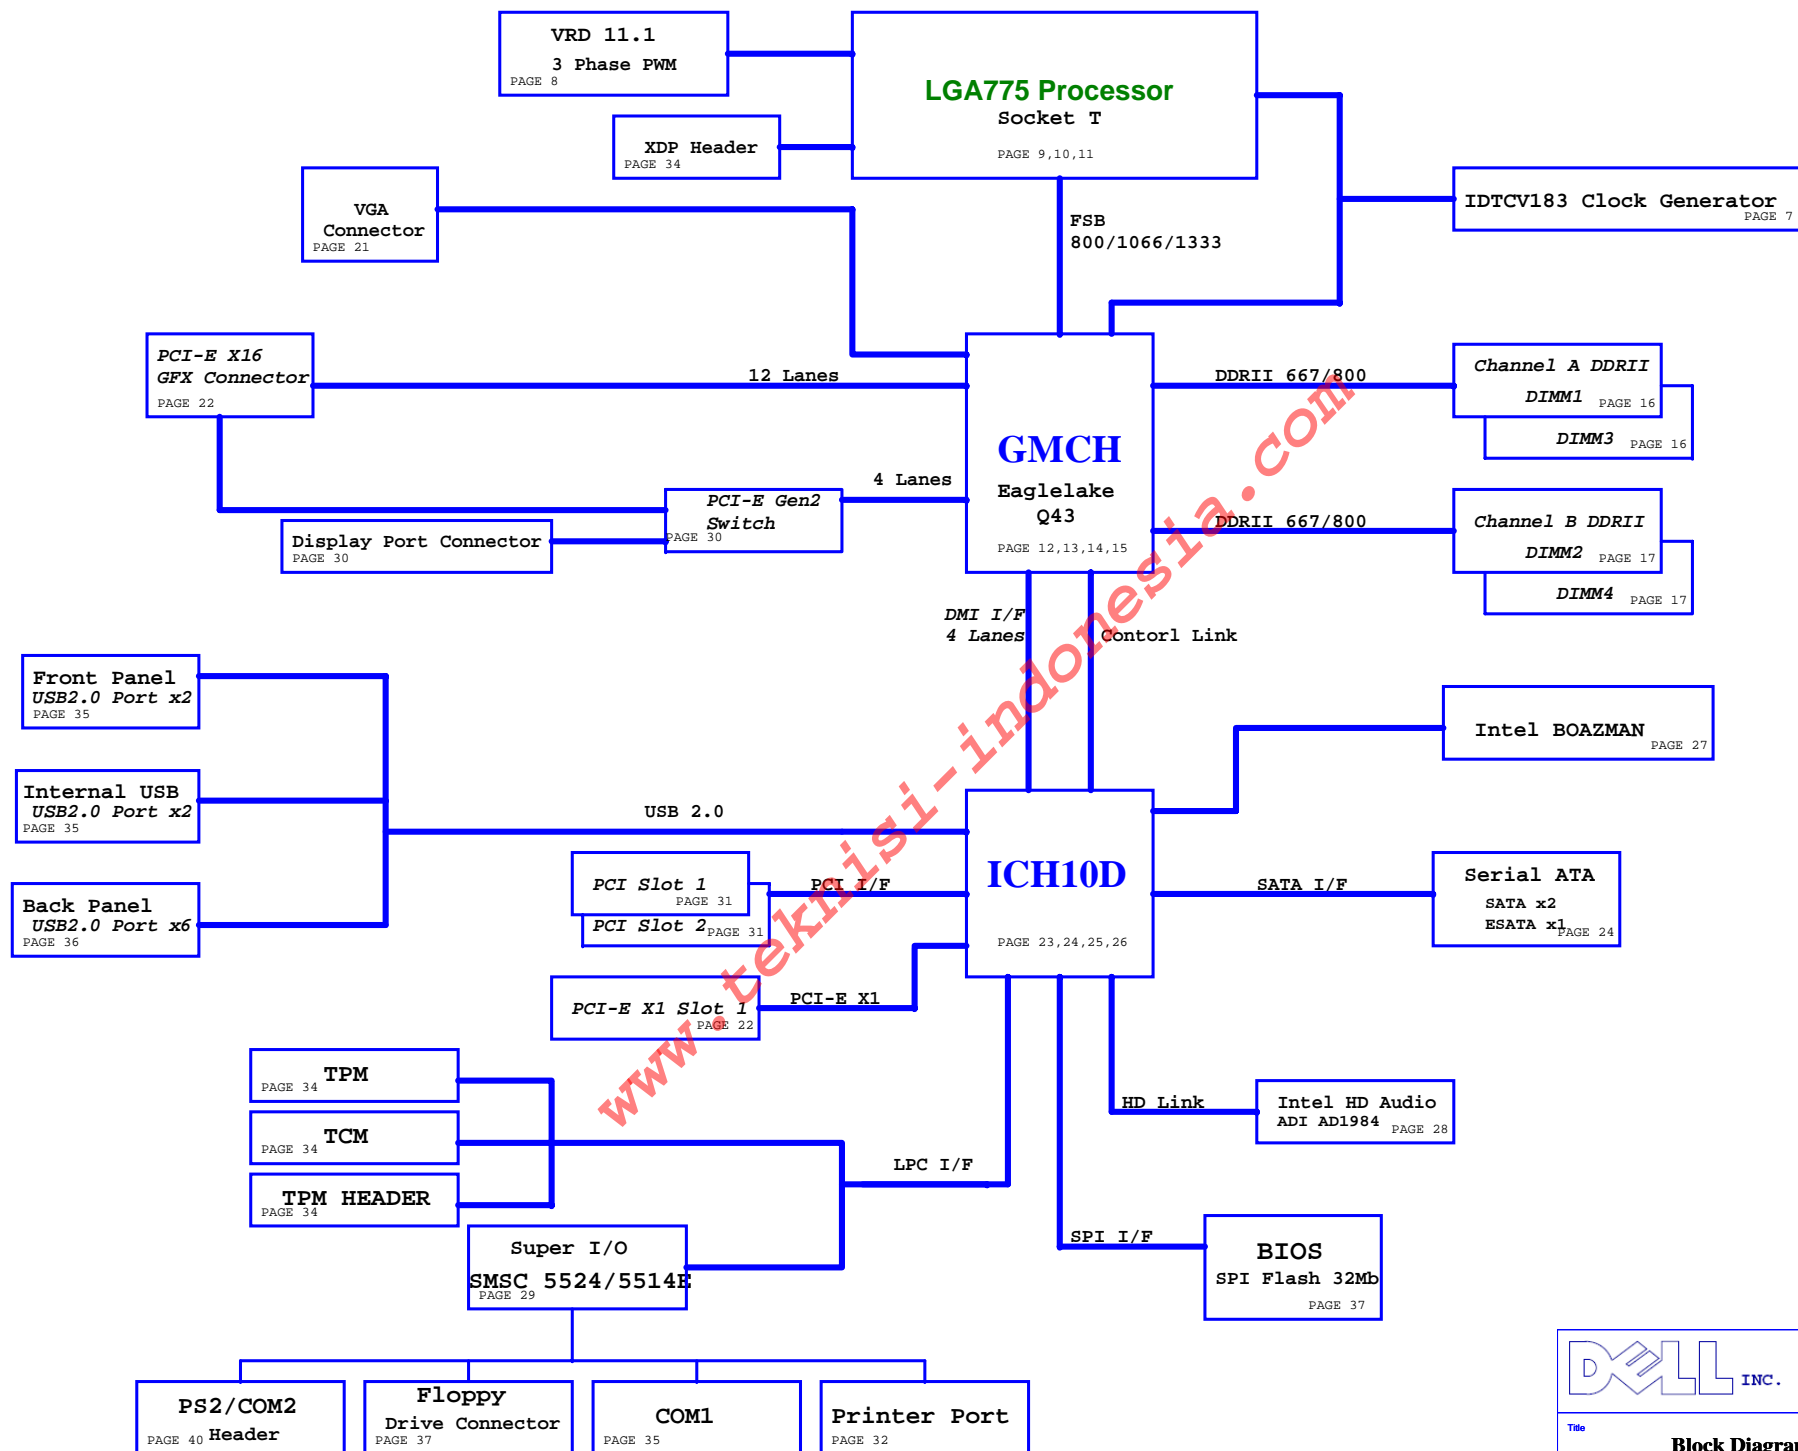 VRD 11.1
3 Phase PWM
PAGE 8
LGA775 Processor
Socket T
PAGE 9,10,11
XDP Header
PAGE 34
VGA
Connector
PAGE 21
FSB
800/1066/1333
IDTCV183 Clock Generator
PAGE 7
PCI-E X16
GFX Connector
PAGE 22
12 Lanes
GMCH
Eaglelake
Q43
PAGE 12,13,14,15
DDRII 667/800
Channel A DDRII
DIMM1 PAGE 16
DIMM3 PAGE 16
4 Lanes
PCI-E Gen2
Switch
PAGE 30
Display Port Connector
PAGE 30
DDRII 667/800
Channel B DDRII
DIMM2 PAGE 17
DIMM4 PAGE 17
DMI I/F
4 Lanes
Contorl Link
Front Panel
USB2.0 Port x2
PAGE 35
Internal USB
USB2.0 Port x2
PAGE 35
Back Panel
USB2.0 Port x6
PAGE 36
USB 2.0
Intel BOAZMAN
PAGE 27
ICH10D
PAGE 23,24,25,26
PCI Slot 1
PAGE 31
PCI Slot 2
PAGE 31
PCI I/F
SATA I/F
Serial ATA
SATA x2
ESATA x1
PAGE 24
PCI-E X1 Slot 1
PAGE 22
PCI-E X1
www.teknisi-indonesia.com
TPM
PAGE 34
TCM
PAGE 34
TPM HEADER
PAGE 34
HD Link
Intel HD Audio
ADI AD1984 PAGE 28
LPC I/F
Super I/O
SMSC 5524/5514E
PAGE 29
SPI I/F
BIOS
SPI Flash 32Mb
PAGE 37
PS2/COM2
Header
PAGE 40
Floppy
Drive Connector
PAGE 37
COM1
PAGE 35
Printer Port
PAGE 32
DELL INC.
Title
Block Diagram